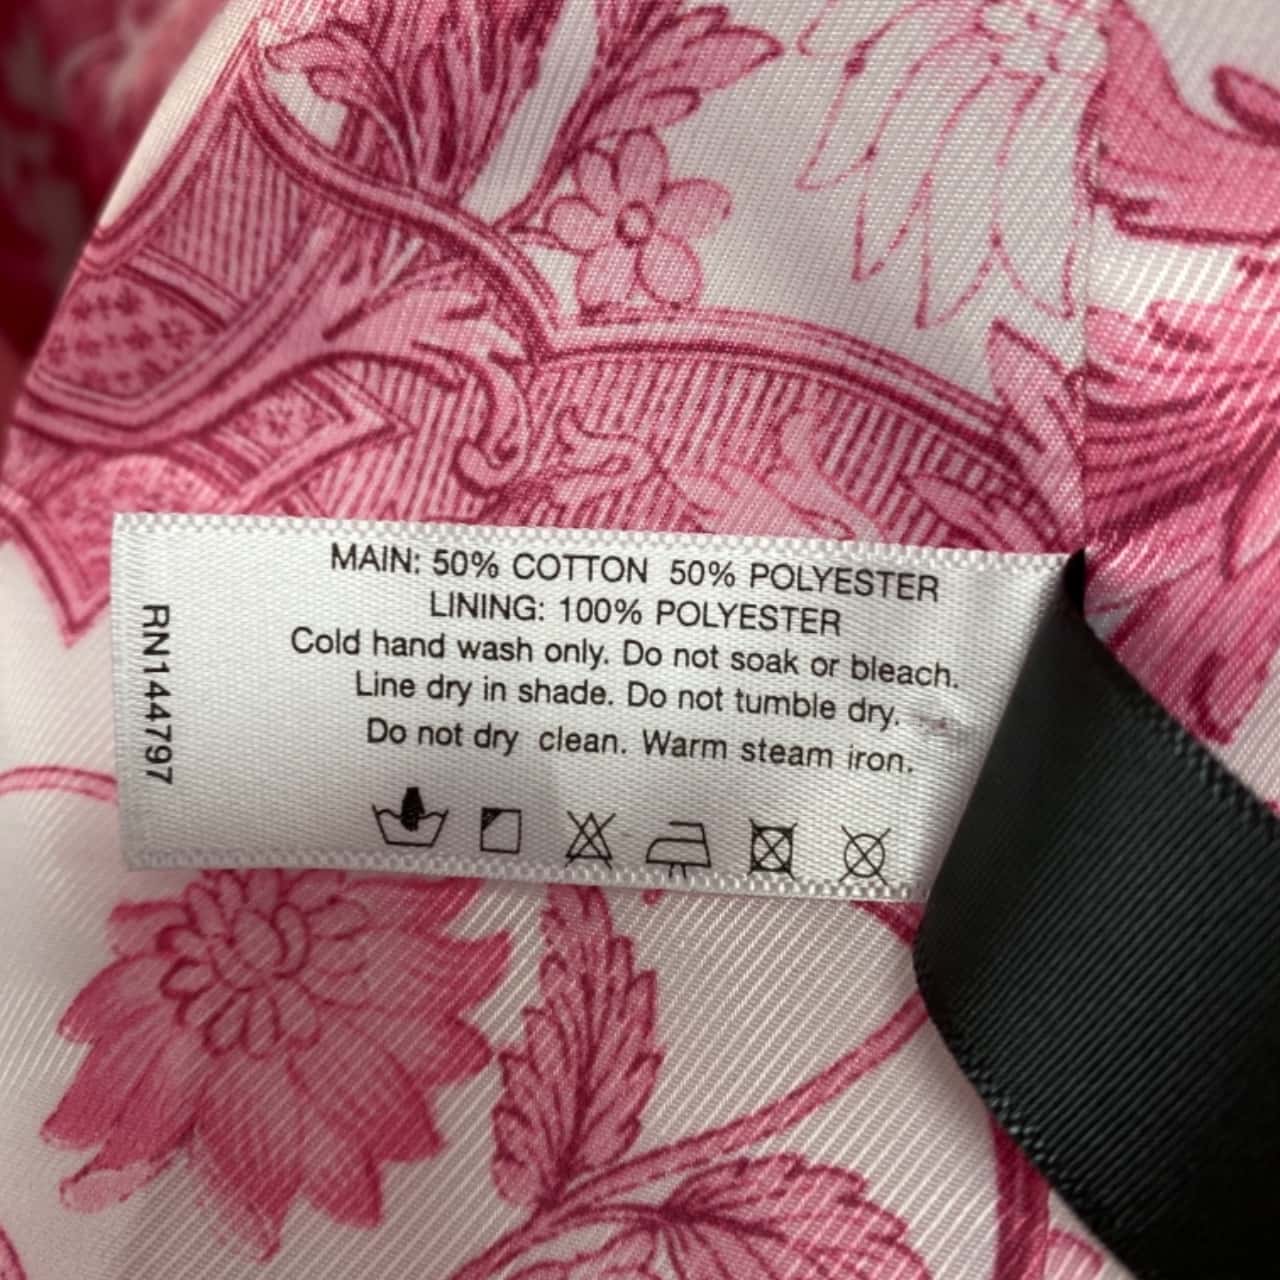 MAIN: 50% COTTON 50% POLYESTER
LINING: 100% POLYESTER
Cold hand wash only. Do not soak or bleach.
Line dry in shade. Do not tumble dry.
Do not dry clean. Warm steam iron.
RN144797